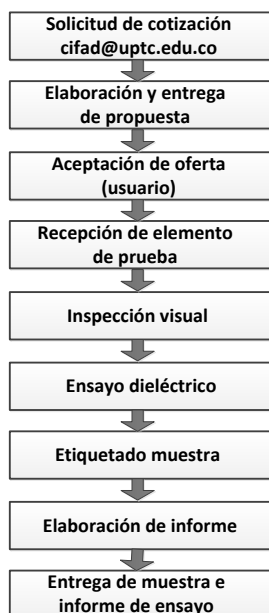 Solicitud de cotización
cifad@uptc.edu.co
Elaboración y entrega
de propuesta
Aceptación de oferta
(usuario)
Recepción de elemento
de prueba
Inspección visual
Ensayo dieléctrico
Etiquetado muestra
Elaboración de informe
Entrega de muestra e
informe de ensayo